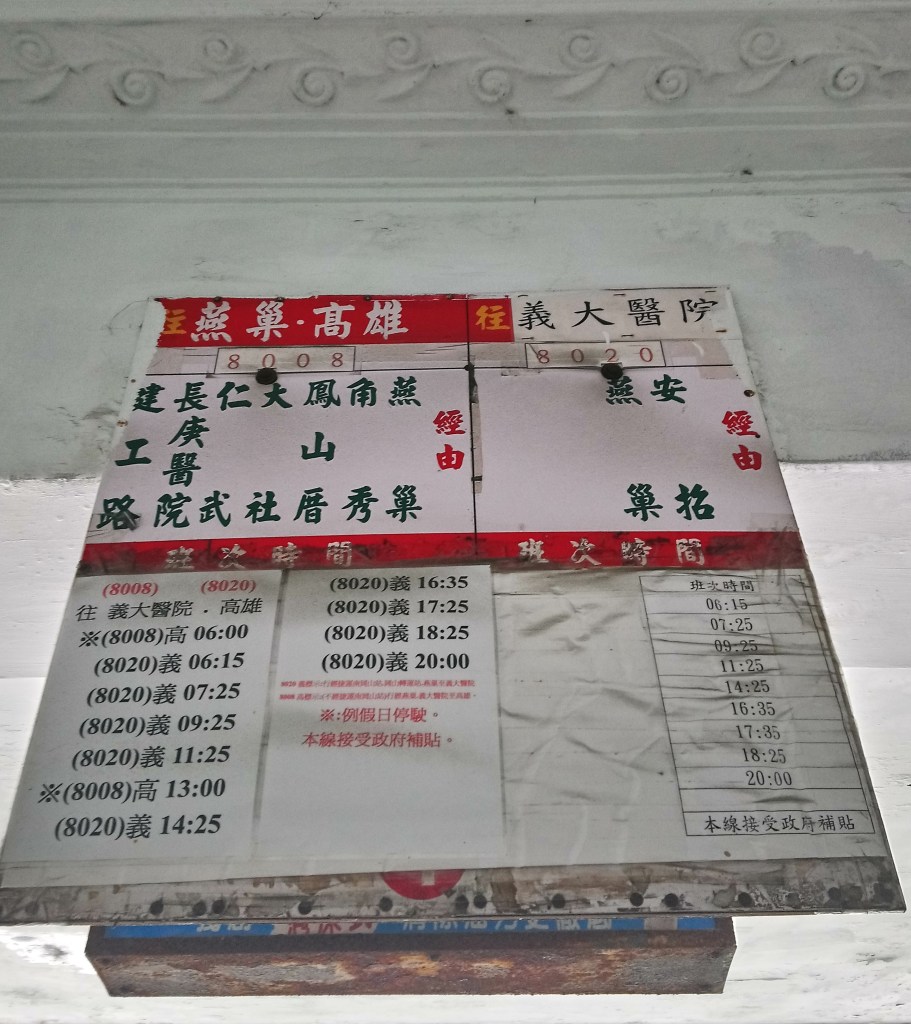 往 燕巢·高雄
8008
經由
燕巢
角秀
鳳山厝
大社
仁武
長庚醫院
建工路
班次時間
(8008) (8020)
往 義大醫院．高雄
※(8008)高 06:00
(8020)義 06:15
(8020)義 07:25
(8020)義 09:25
(8020)義 11:25
※(8008)高 13:00
(8020)義 14:25
(8020)義 16:35
(8020)義 17:25
(8020)義 18:25
(8020)義 20:00
※:例假日停駛。
本線接受政府補貼。
往 義大醫院
8020
經由
安招
燕巢
班次時間
班次時間
06:15
07:25
09:25
11:25
14:25
16:35
17:35
18:25
20:00
本線接受政府補貼